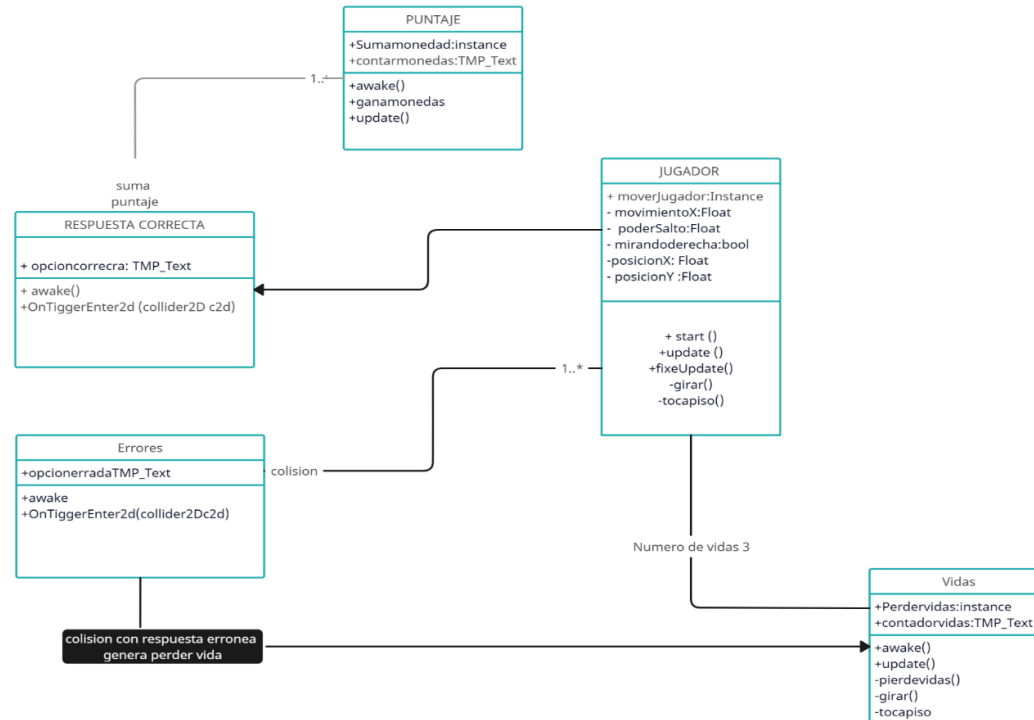 PUNTAJE
+Sumamonedad:instance
+contarmonedas:TMP_Text
+awake()
+ganamonedas
+update()
1..*
suma
puntaje
RESPUESTA CORRECTA
+ opcioncorrecra: TMP_Text
+ awake()
+OnTiggerEnter2d (collider2D c2d)
JUGADOR
+ moverJugador:Instance
- movimientoX:Float
- poderSalto:Float
- mirandoderecha:bool
-posicionX: Float
- posicionY :Float
+ start ()
+update ()
+fixeUpdate()
-girar()
-tocapiso()
1..*
colision
Errores
+opcionerradaTMP_Text
+awake
+OnTiggerEnter2d(collider2Dc2d)
colision con respuesta erronea
genera perder vida
Numero de vidas 3
Vidas
+Perdervidas:instance
+contadorvidas:TMP_Text
+awake()
+update()
-pierdevidas()
-girar()
-tocapiso